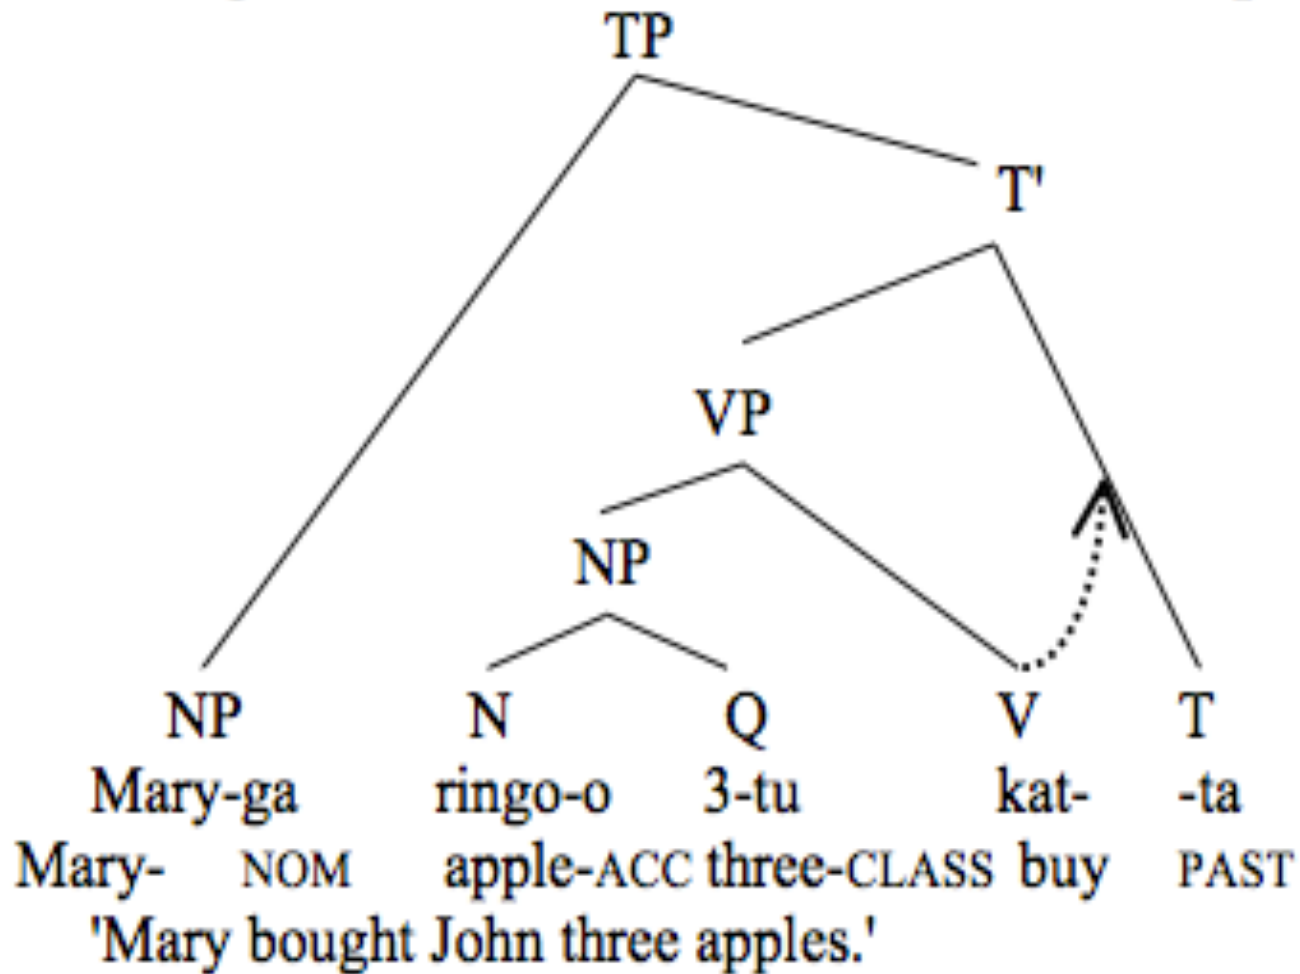 TP
T'
VP
NP
NP N Q V T
Mary-ga ringo-o 3-tu kat- -ta
Mary- NOM apple-ACC three-CLASS buy PAST
'Mary bought John three apples.'